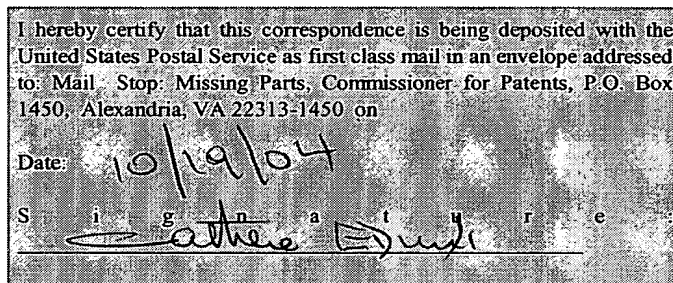 I hereby certify that this correspondence is being deposited with the
United States Postal Service as first class mail in an envelope addressed
to: Mail Stop: Missing Parts, Commissioner for Patents, P.O. Box
1450, Alexandria, VA 22313-1450 on
Date: 10/19/04
S i g n a t u r e :